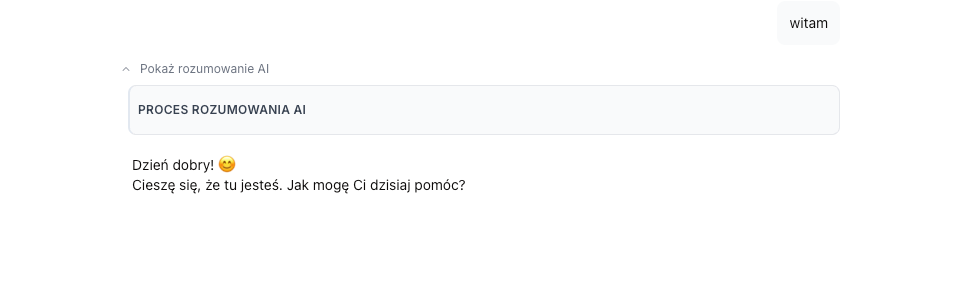 witam
Pokaż rozumowanie AI
PROCES ROZUMOWANIA AI
Dzień dobry! 😊
Cieszę się, że tu jesteś. Jak mogę Ci dzisiaj pomóc?